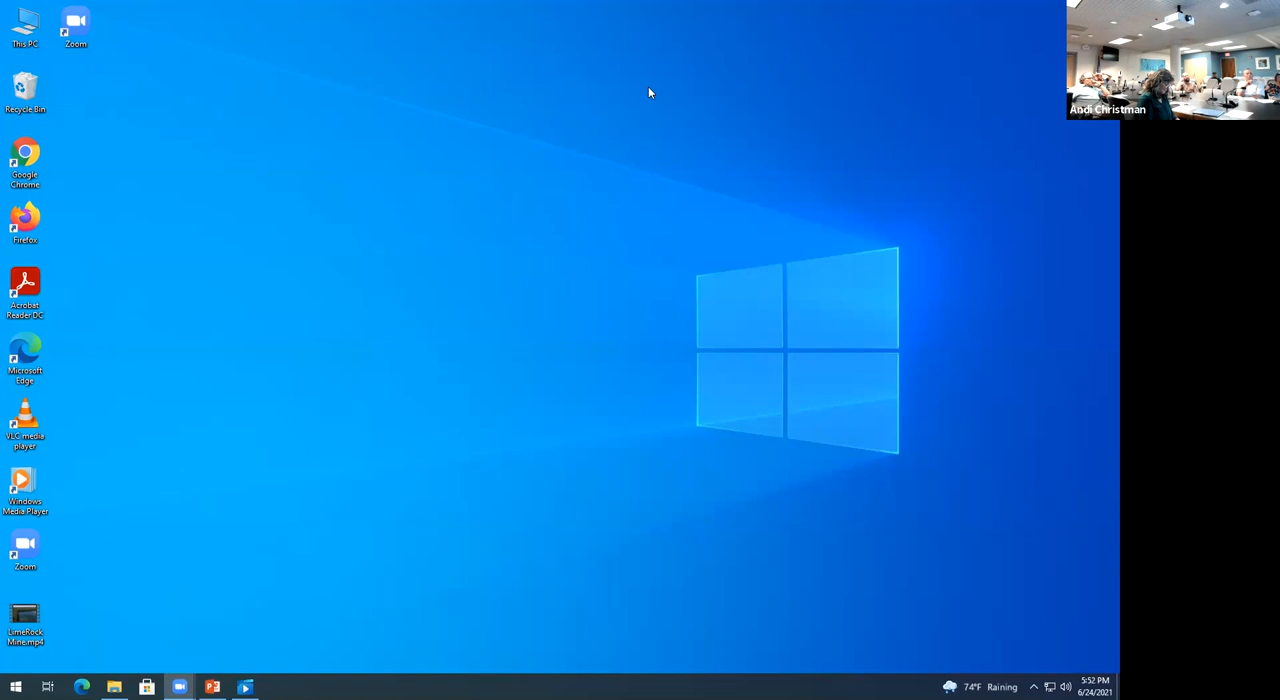 This PC
Zoom
Recycle Bin
Google
Chrome
Firefox
Acrobat
Reader DC
Microsoft
Edge
VLC media
player
Windows
Media Player
Zoom
LimeRock
Mine.mp4
Andi Christman
74°F Raining
5:52 PM
6/24/2021